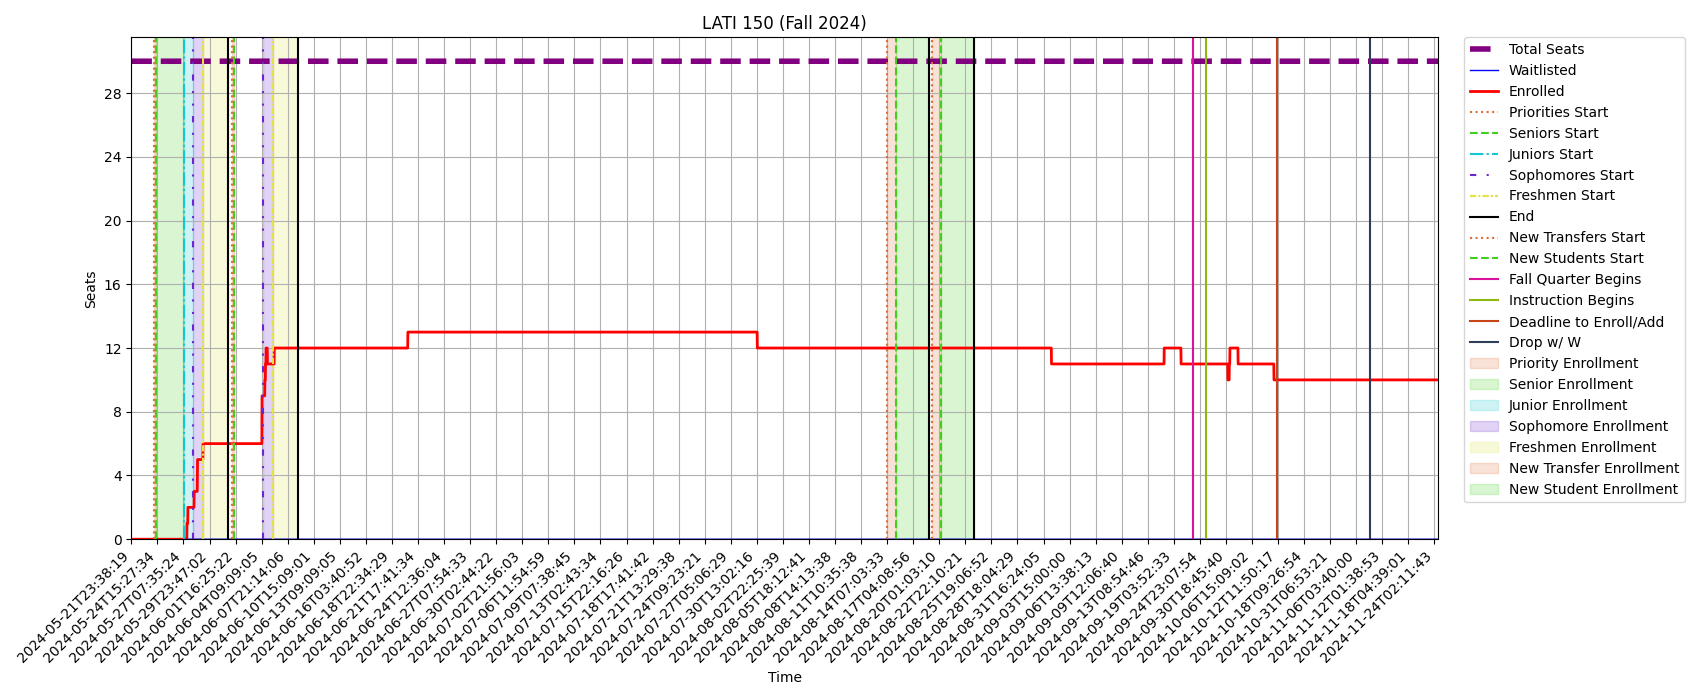 LATI 150 (Fall 2024)
Seats
28
24
20
16
12
8
4
0
2024-05-21T23:38:19
2024-05-24T15:27:34
2024-05-27T07:35:24
2024-05-29T23:47:02
2024-06-01T16:25:22
2024-06-04T09:09:05
2024-06-07T21:14:06
2024-06-10T15:09:01
2024-06-13T09:09:05
2024-06-16T03:40:52
2024-06-18T22:34:29
2024-06-21T17:41:34
2024-06-24T12:36:04
2024-06-27T07:54:33
2024-06-30T02:44:22
2024-07-02T21:56:03
2024-07-06T11:54:59
2024-07-09T07:38:45
2024-07-13T02:43:34
2024-07-15T22:16:26
2024-07-18T17:41:42
2024-07-21T13:29:38
2024-07-24T09:23:21
2024-07-27T05:06:29
2024-07-30T13:02:16
2024-08-02T22:25:39
2024-08-05T18:12:41
2024-08-08T14:13:38
2024-08-11T10:35:38
2024-08-14T07:03:33
2024-08-17T04:08:56
2024-08-20T01:03:10
2024-08-22T22:10:21
2024-08-25T19:06:52
2024-08-28T18:04:29
2024-08-31T16:24:05
2024-09-03T15:00:00
2024-09-06T13:38:13
2024-09-09T12:06:40
2024-09-13T08:54:46
2024-09-19T03:52:33
2024-09-24T23:07:54
2024-09-30T18:45:40
2024-10-06T15:09:02
2024-10-12T11:50:17
2024-10-18T09:26:54
2024-10-31T06:53:21
2024-11-06T03:40:00
2024-11-12T01:38:53
2024-11-18T04:39:01
2024-11-24T02:11:43
Time
Total Seats
Waitlisted
Enrolled
Priorities Start
Seniors Start
Juniors Start
Sophomores Start
Freshmen Start
End
New Transfers Start
New Students Start
Fall Quarter Begins
Instruction Begins
Deadline to Enroll/Add
Drop w/ W
Priority Enrollment
Senior Enrollment
Junior Enrollment
Sophomore Enrollment
Freshmen Enrollment
New Transfer Enrollment
New Student Enrollment